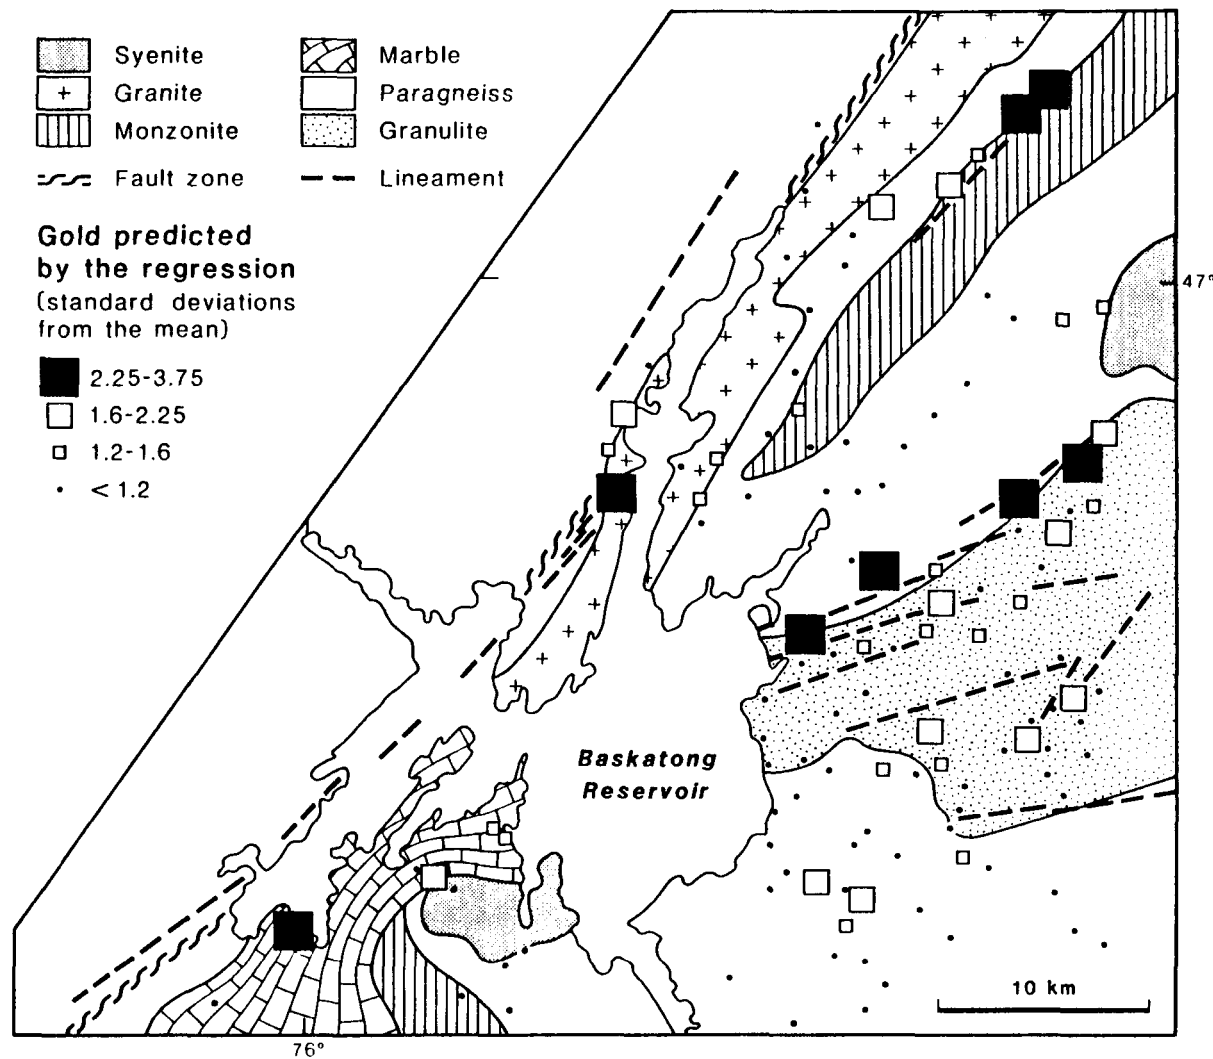 Syenite
Granite
Monzonite
Fault zone
Marble
Paragneiss
Granulite
Lineament
Gold predicted
by the regression
(standard deviations
from the mean)
2.25-3.75
1.6-2.25
1.2-1.6
< 1.2
47°
Baskatong
Reservoir
10 km
76°